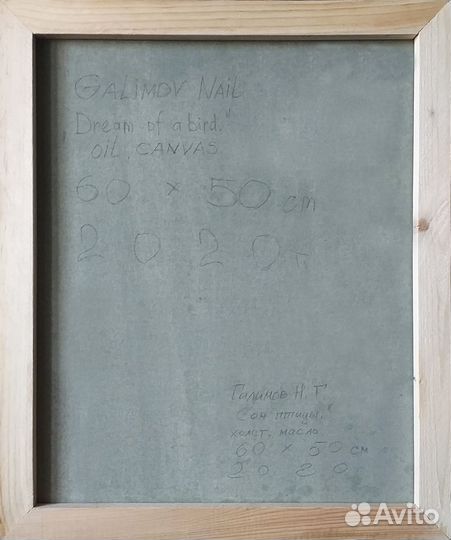 GALIMOV NAIL
„Dream of a bird."
OIL, CANVAS
60 x 50 cm
2020 г.
Галимов Н. Г.
"Сон птицы."
холст, масло
60 x 50 см
2020
Avito